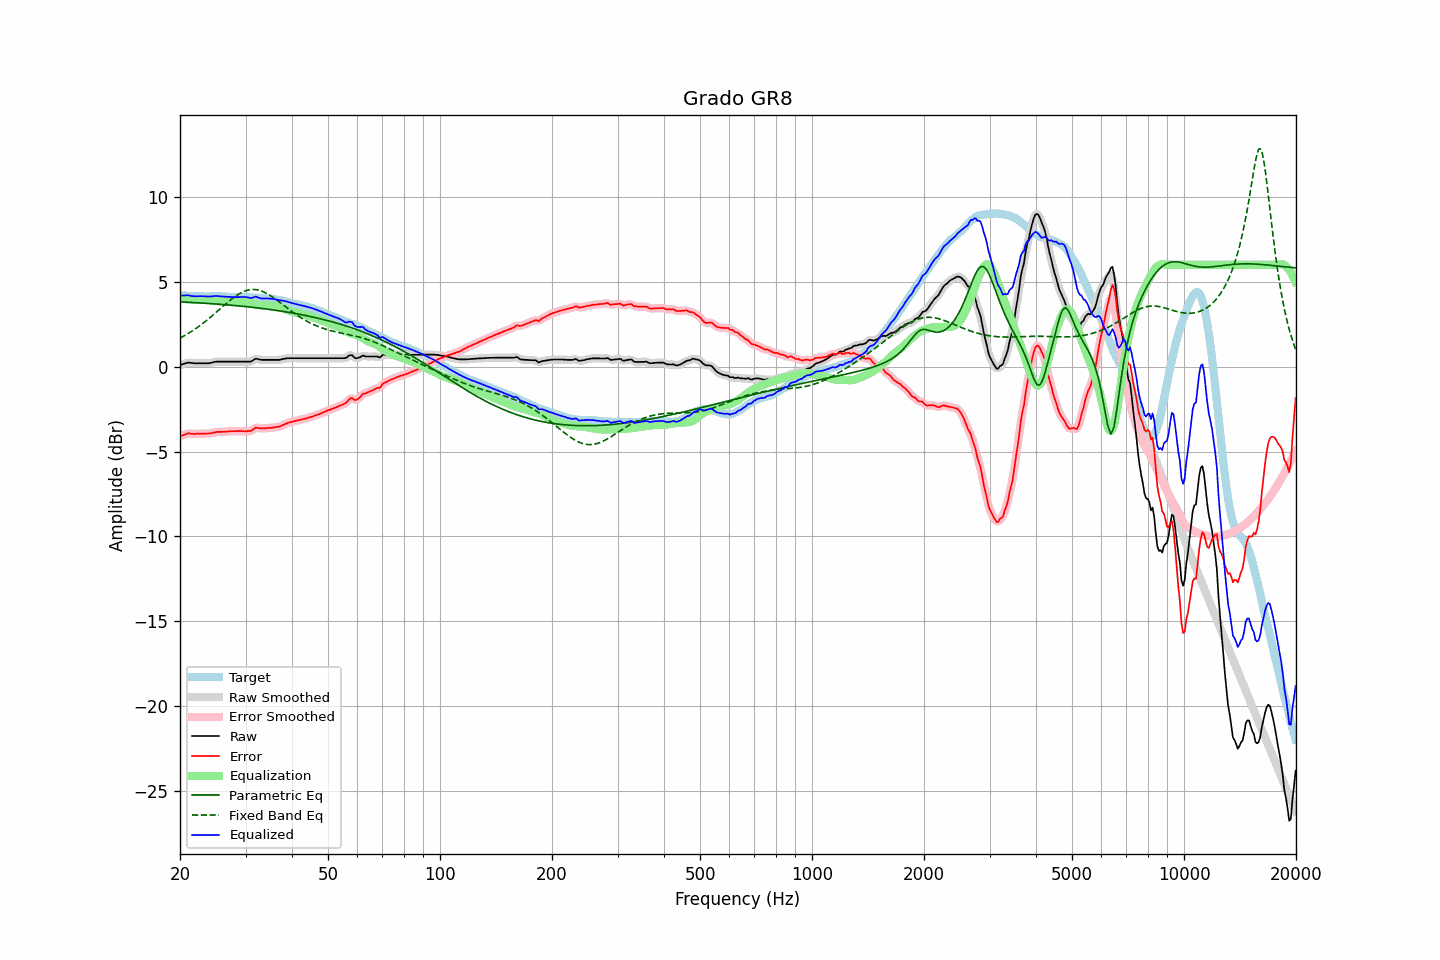 Grado GR8
Amplitude (dBr)
10
5
0
−5
−10
−15
−20
−25
Target
Raw Smoothed
Error Smoothed
Raw
Error
Equalization
Parametric Eq
Fixed Band Eq
Equalized
20 50 100 200 500 1000 2000 5000 10000 20000
Frequency (Hz)